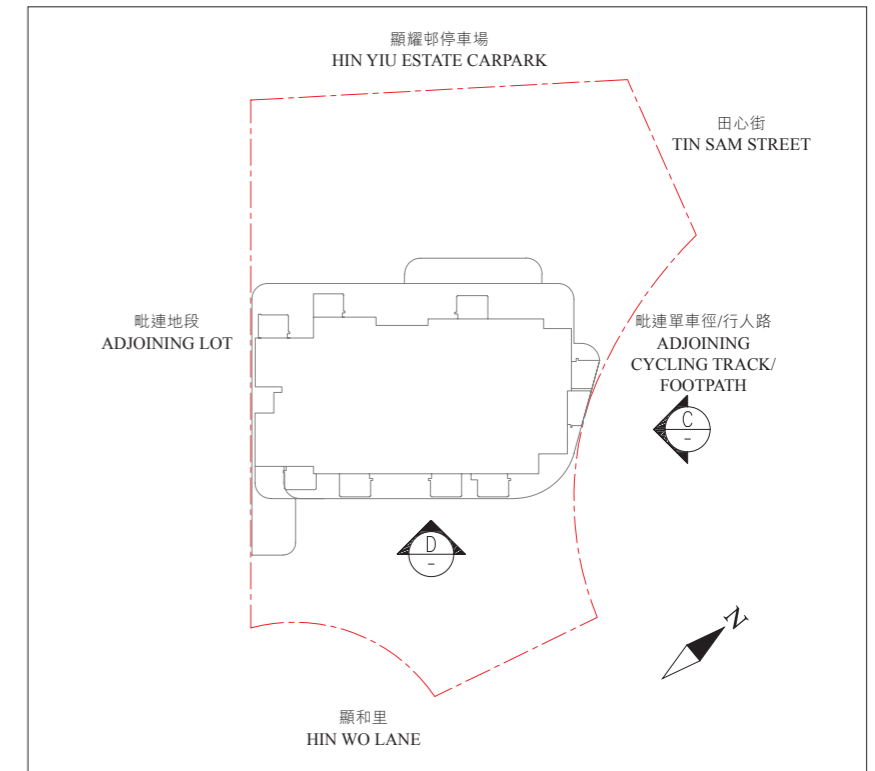 顯耀邨停車場
HIN YIU ESTATE CARPARK
田心街
TIN SAM STREET
毗連地段
ADJOINING LOT
毗連單車徑/行人路
ADJOINING
CYCLING TRACK/
FOOTPATH
C
-
D
-
N
顯和里
HIN WO LANE